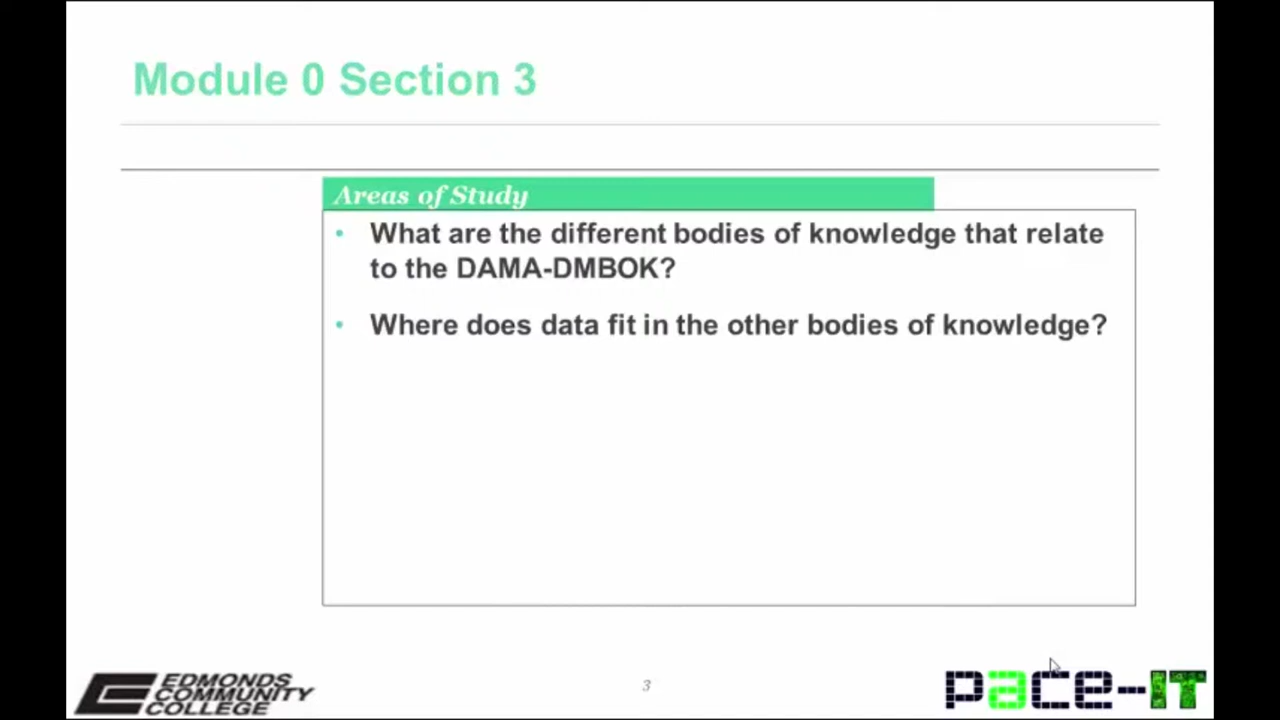 Module 0 Section 3
Areas of Study
• What are the different bodies of knowledge that relate
to the DAMA-DMBOK?
• Where does data fit in the other bodies of knowledge?
EDMONDS
COMMUNITY
COLLEGE
3
pace-IT